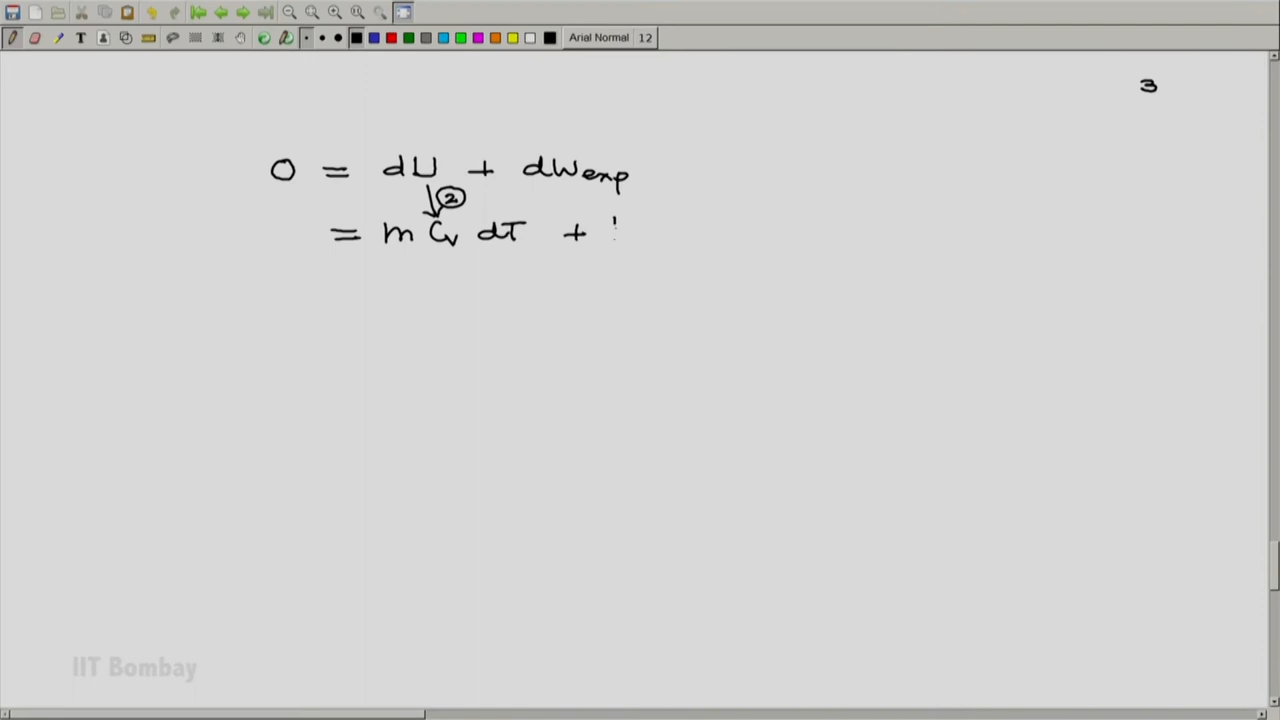 Arial Normal 12
3
0 = dU + dWexp
②
= m Cv dT +
IIT Bombay